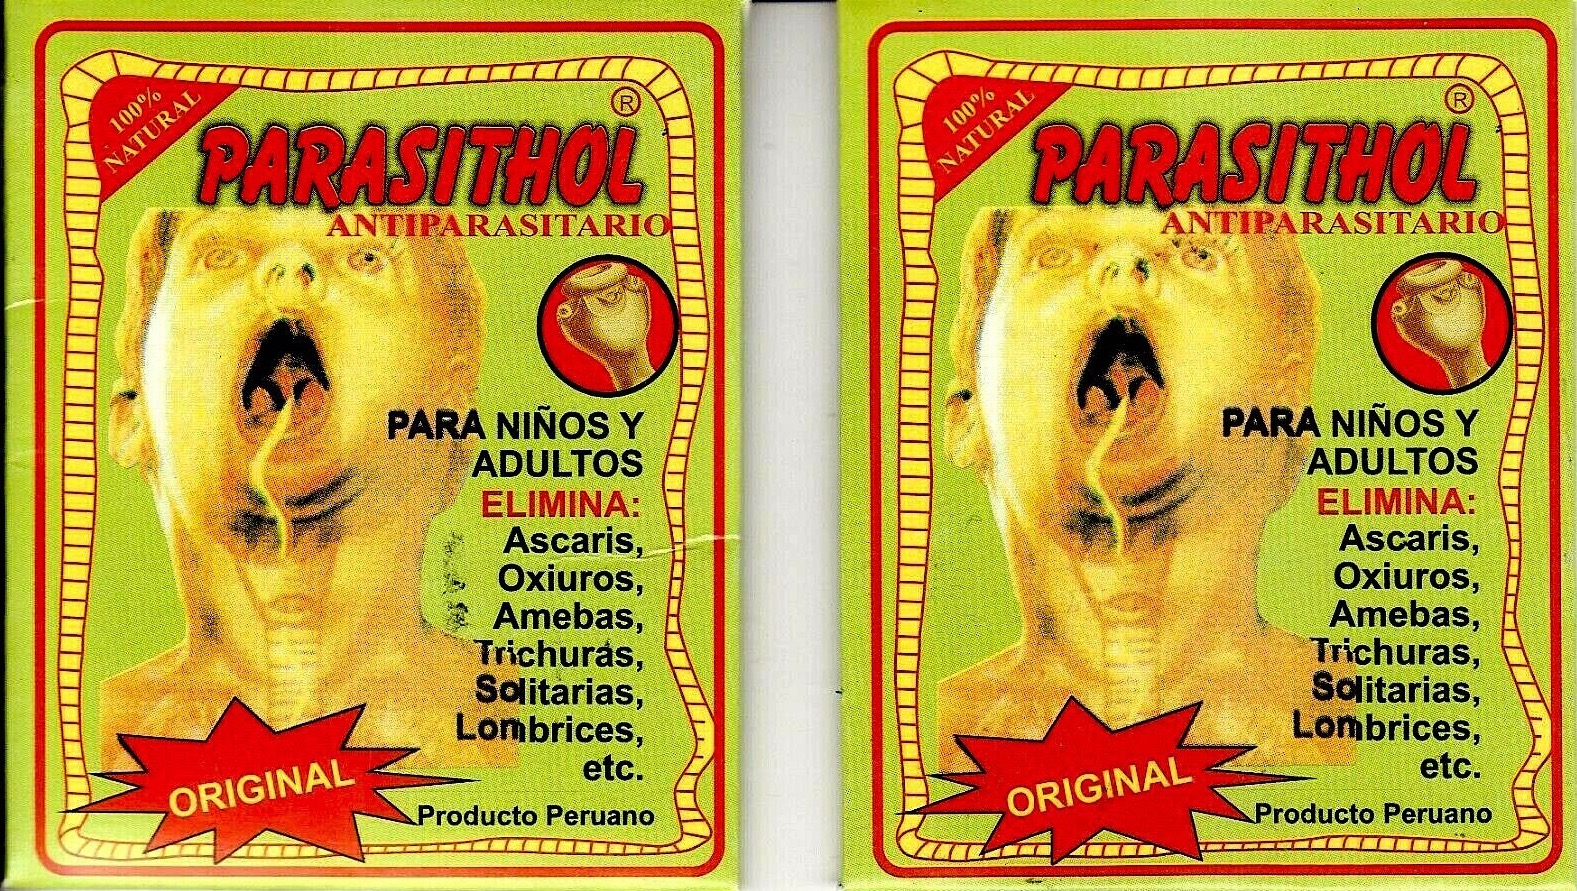 100%
NATURAL
®
PARASITHOL
ANTIPARASITARIO
PARA NIÑOS Y
ADULTOS
ELIMINA:
Ascaris,
Oxiuros,
Amebas,
Trichuras,
Solitarias,
Lombrices,
etc.
ORIGINAL
Producto Peruano
100%
NATURAL
®
PARASITHOL
ANTIPARASITARIO
PARA NIÑOS Y
ADULTOS
ELIMINA:
Ascaris,
Oxiuros,
Amebas,
Trichuras,
Solitarias,
Lombrices,
etc.
ORIGINAL
Producto Peruano